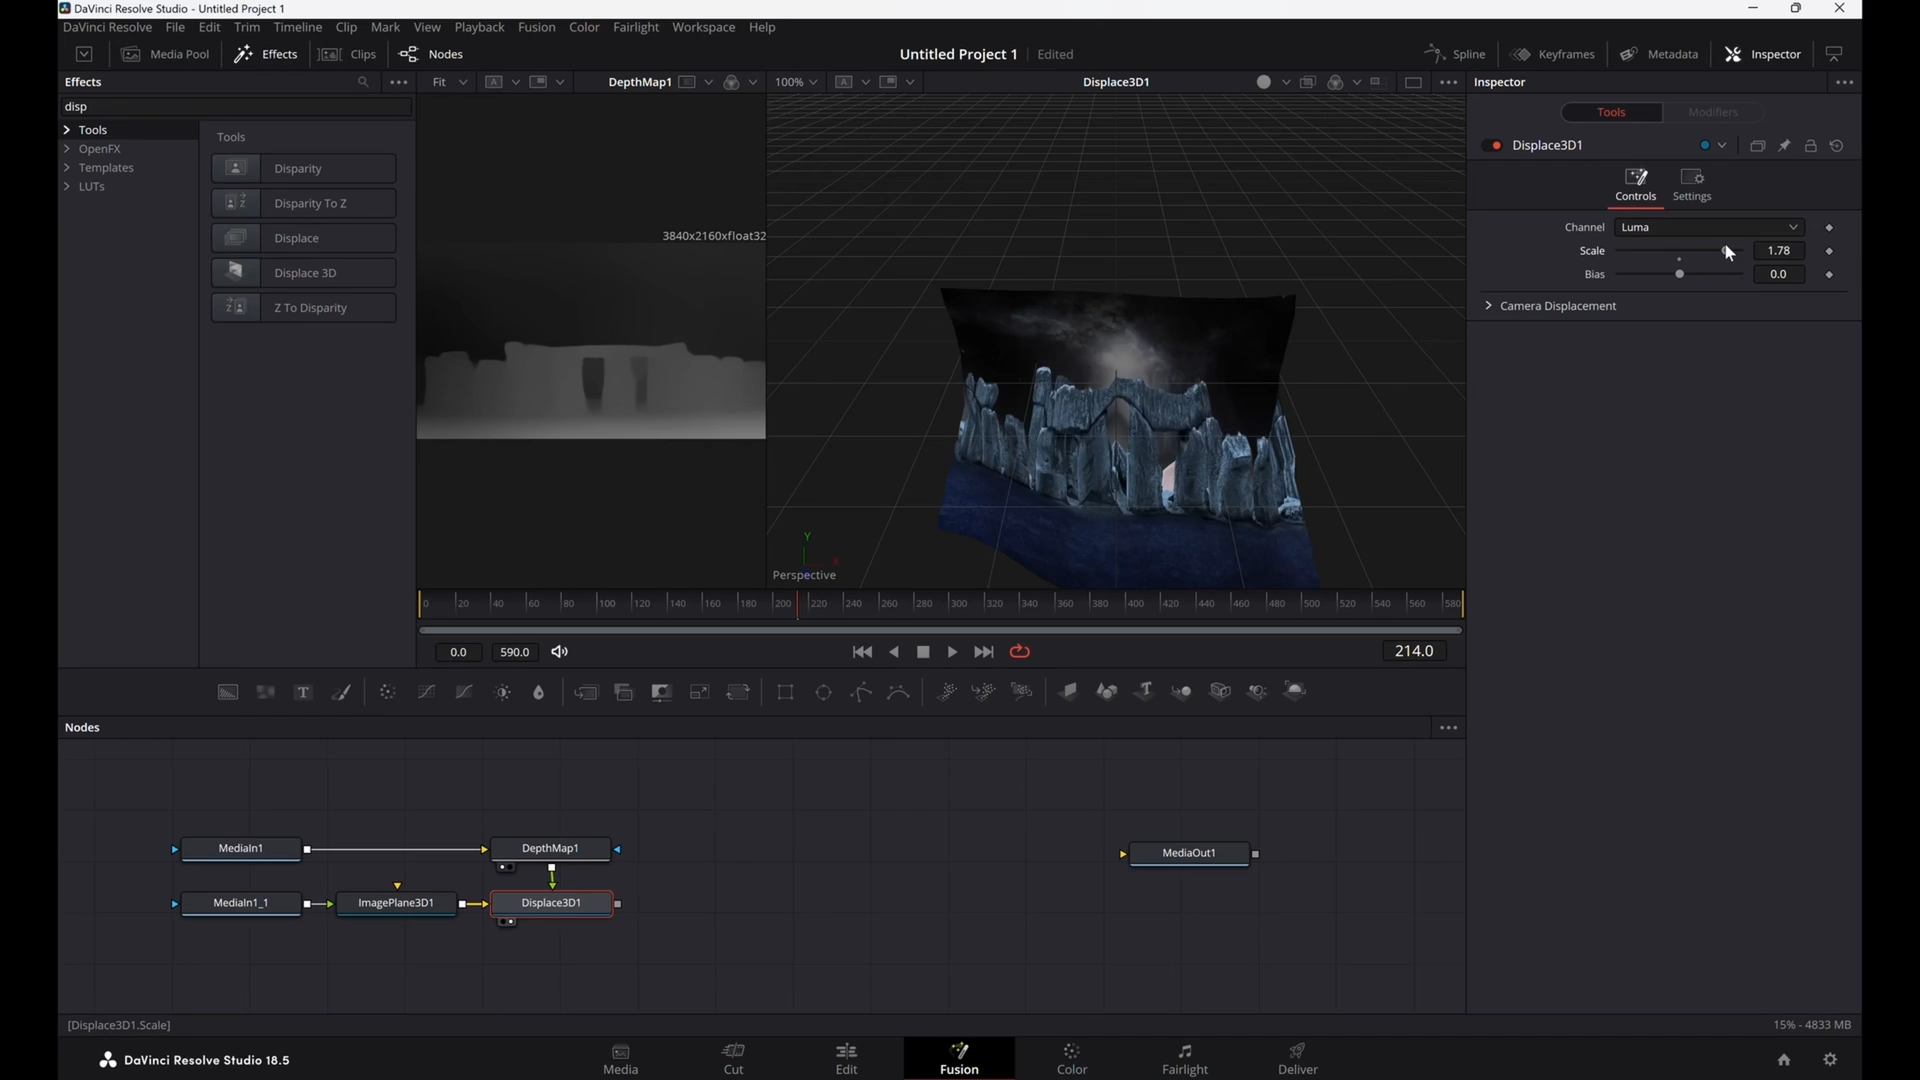 DaVinci Resolve Studio - Untitled Project 1
DaVinci Resolve File Edit Trim Timeline Clip Mark View Playback Fusion Color Fairlight Workspace Help
Media Pool Effects Clips Nodes Untitled Project 1 Edited Spline Keyframes Metadata Inspector
Effects Fit DepthMap1 100% Displace3D1 Inspector
disp
Tools
OpenFX
Templates
LUTs
Tools
Disparity
Disparity To Z
Displace
Displace 3D
Z To Disparity
3840x2160xfloat32
Y
Perspective
Tools Modifiers
Displace3D1
Controls Settings
Channel Luma
Scale 1.78
Bias 0.0
Camera Displacement
0 20 40 60 80 100 120 140 160 180 200 220 240 260 280 300 320 340 360 380 400 420 440 460 480 500 520 540 560 580
0.0 590.0 214.0
Nodes
MediaIn1 DepthMap1 MediaOut1
MediaIn1_1 ImagePlane3D1 Displace3D1
[Displace3D1.Scale] 15% - 4833 MB
DaVinci Resolve Studio 18.5 Media Cut Edit Fusion Color Fairlight Deliver